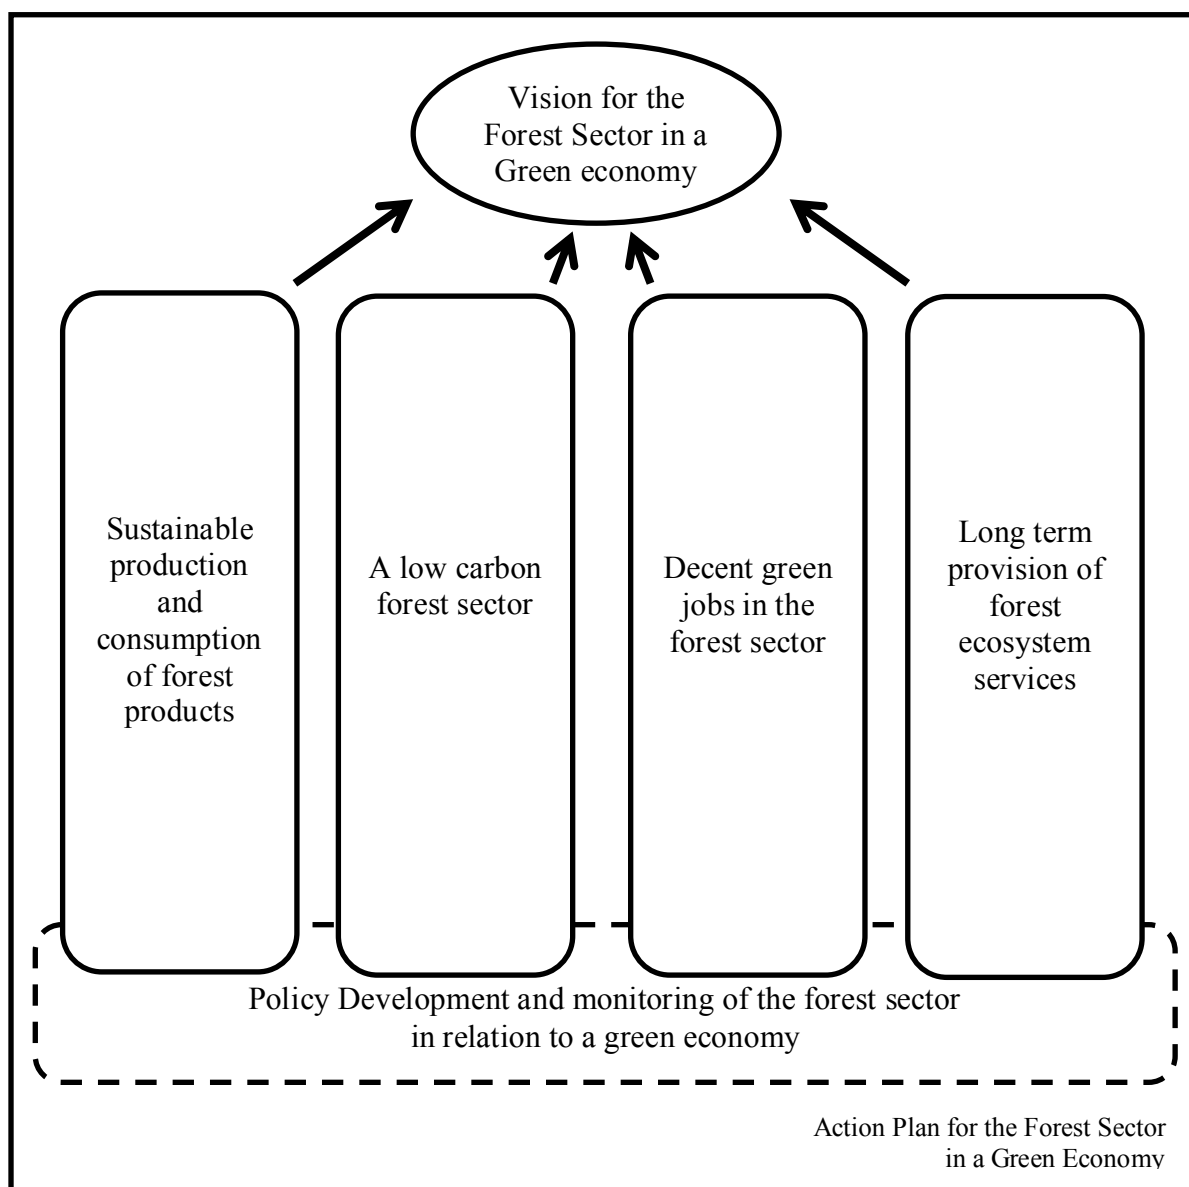 Vision for the
Forest Sector in a
Green economy
Sustainable
production
and
consumption
of forest
products
A low carbon
forest sector
Decent green
jobs in the
forest sector
Long term
provision of
forest
ecosystem
services
Policy Development and monitoring of the forest sector
in relation to a green economy
Action Plan for the Forest Sector
in a Green Economy